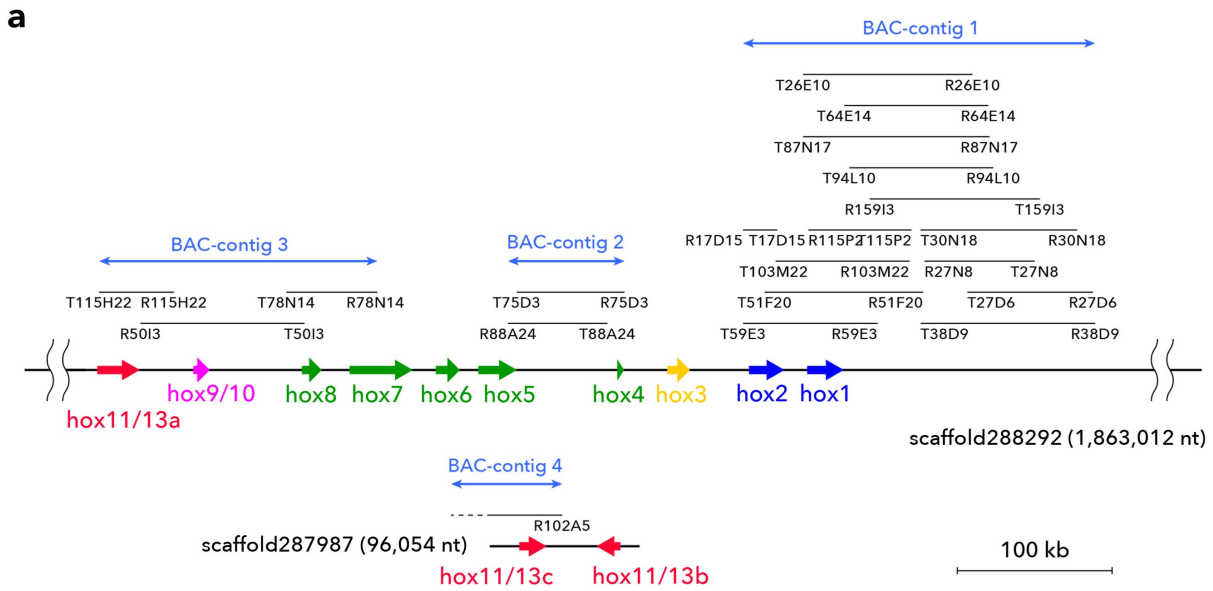 a
BAC-contig 1
T26E10 R26E10
T64E14 R64E14
T87N17 R87N17
T94L10 R94L10
R159I3 T159I3
BAC-contig 3 BAC-contig 2 R17D15 T17D15 R115P2 T115P2 T30N18 R30N18
T103M22 R103M22 R27N8 T27N8
T115H22 R115H22 T78N14 R78N14 T75D3 R75D3 T51F20 R51F20 T27D6 R27D6
R50I3 T50I3 R88A24 T88A24 T59E3 R59E3 T38D9 R38D9
hox9/10 hox8 hox7 hox6 hox5 hox4 hox3 hox2 hox1
hox11/13a
scaffold288292 (1,863,012 nt)
BAC-contig 4
R102A5
scaffold287987 (96,054 nt)
100 kb
hox11/13c hox11/13b